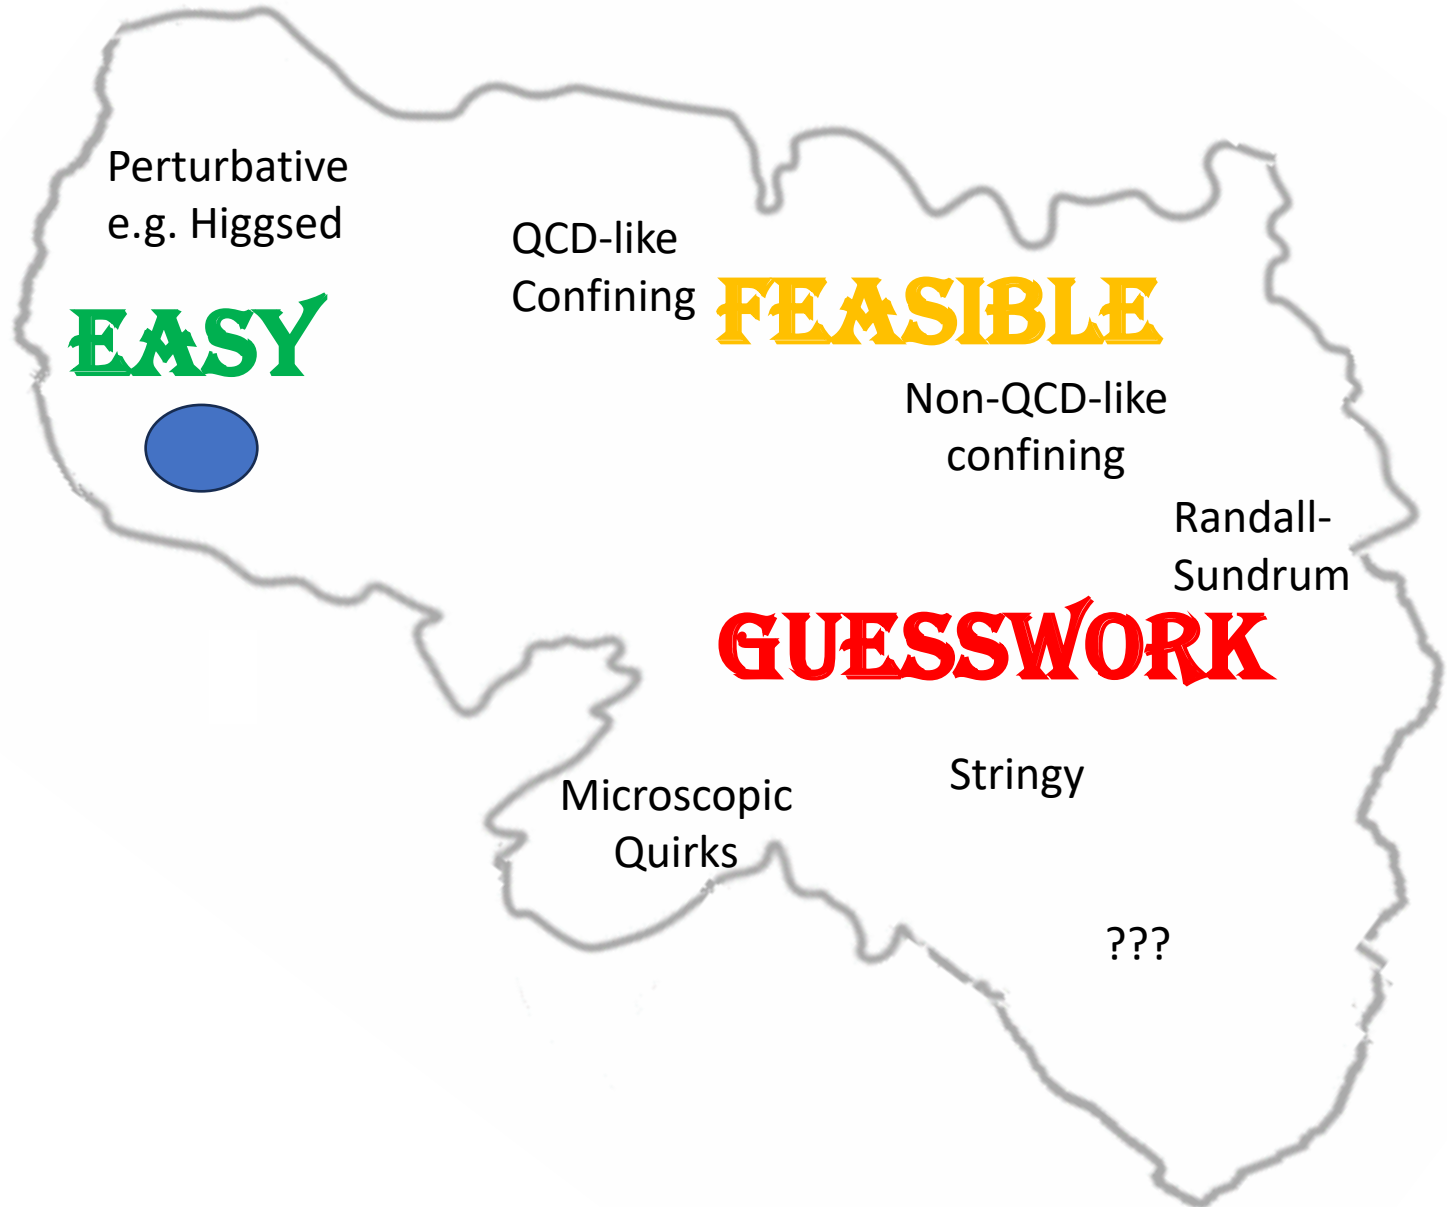 Perturbative
e.g. Higgsed
EASY
QCD-like
Confining
FEASIBLE
Non-QCD-like
confining
Randall-
Sundrum
GUESSWORK
Stringy
Microscopic
Quirks
???